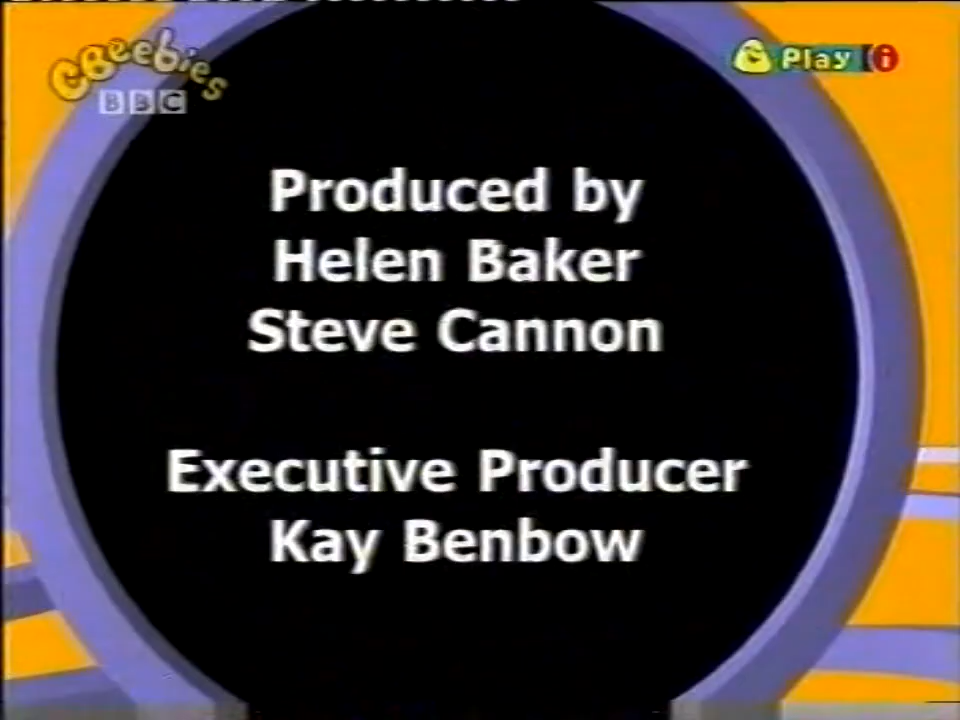 CBeebies
BBC
Play i
Produced by
Helen Baker
Steve Cannon
Executive Producer
Kay Benbow